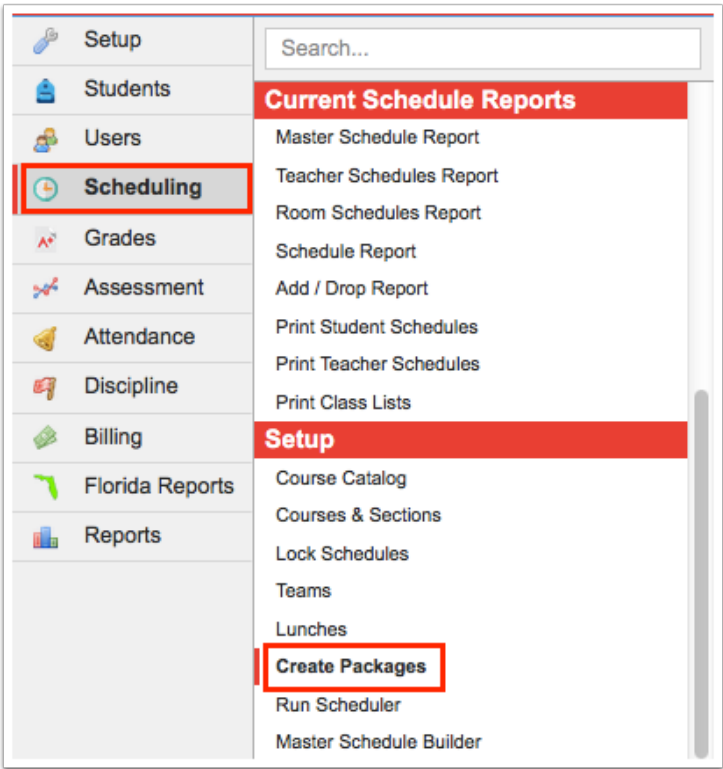 Setup
Students
Users
Scheduling
Grades
Assessment
Attendance
Discipline
Billing
Florida Reports
Reports
Search...
Current Schedule Reports
Master Schedule Report
Teacher Schedules Report
Room Schedules Report
Schedule Report
Add / Drop Report
Print Student Schedules
Print Teacher Schedules
Print Class Lists
Setup
Course Catalog
Courses & Sections
Lock Schedules
Teams
Lunches
Create Packages
Run Scheduler
Master Schedule Builder